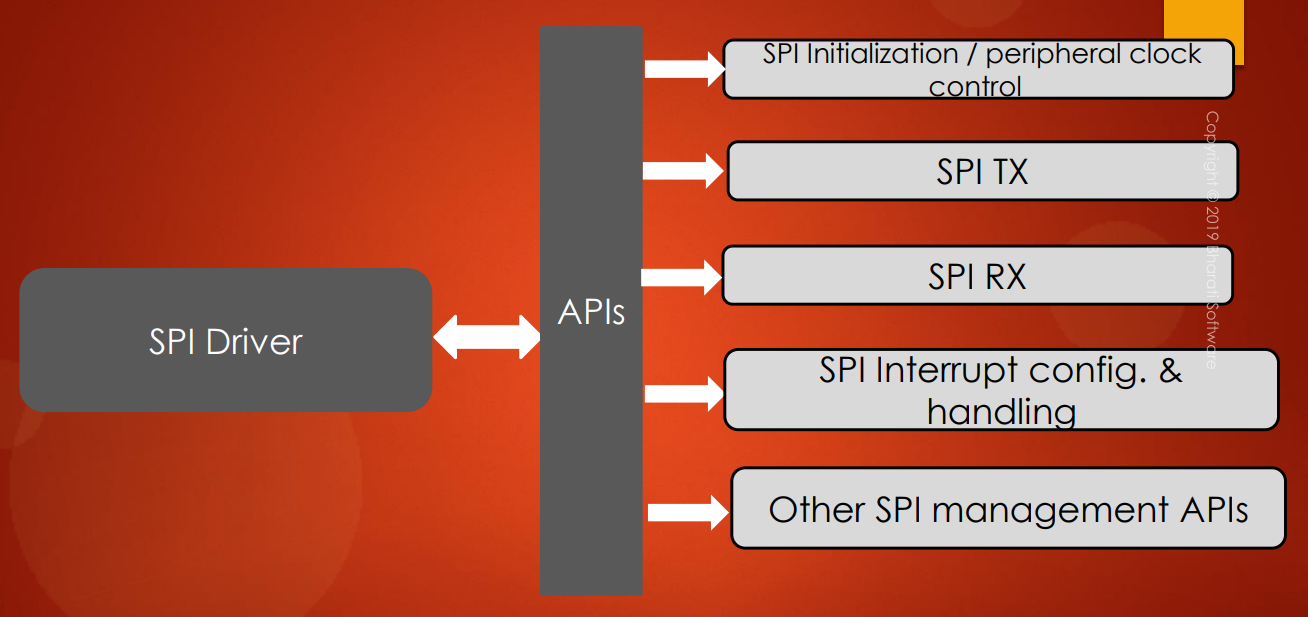 SPI Driver
APIs
SPI Initialization / peripheral clock
control
SPI TX
SPI RX
SPI Interrupt config. &
handling
Other SPI management APIs
Copyright © 2019 Bharati Software